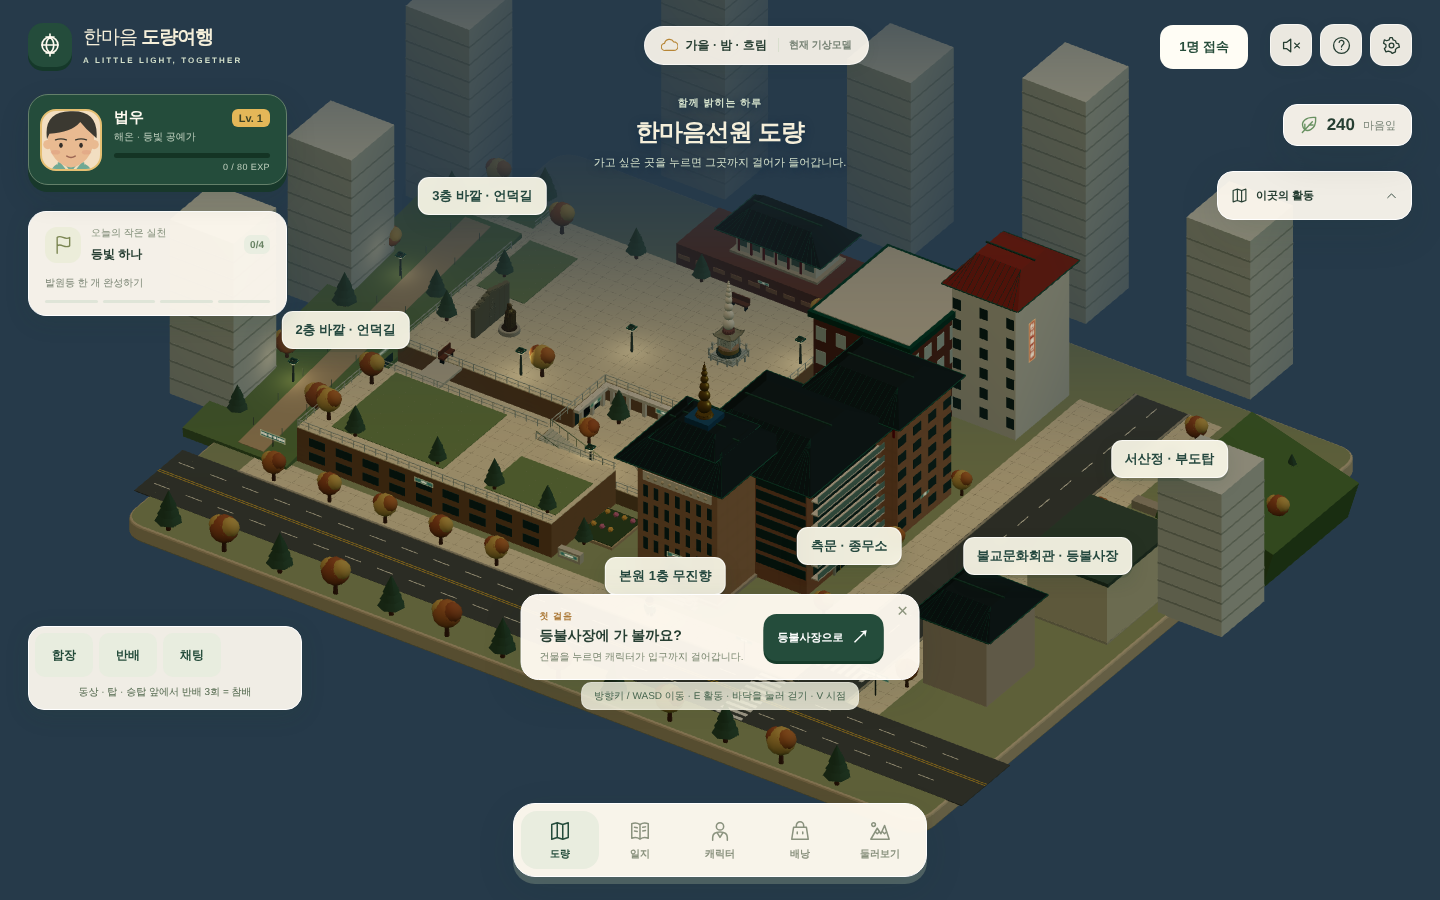 한마음 도량여행
A LITTLE LIGHT, TOGETHER
가을 · 밤 · 흐림
현재 기상모델
1명 접속
법우
Lv. 1
해온 · 등빛 공예가
0 / 80 EXP
함께 밝히는 하루
한마음선원 도량
가고 싶은 곳을 누르면 그곳까지 걸어가 들어갑니다.
240 마음잎
이곳의 활동
오늘의 작은 실천
등빛 하나
0/4
발원등 한 개 완성하기
3층 바깥 · 언덕길
2층 바깥 · 언덕길
서산정 · 부도탑
측문 · 종무소
불교문화회관 · 등불사장
본원 1층 무진향
첫 걸음
등불사장에 가 볼까요?
건물을 누르면 캐릭터가 입구까지 걸어갑니다.
등불사장으로
방향키 / WASD 이동 · E 활동 · 바닥을 눌러 걷기 · V 시점
합장
반배
채팅
동상 · 탑 · 승탑 앞에서 반배 3회 = 참배
도량
일지
캐릭터
배낭
둘러보기